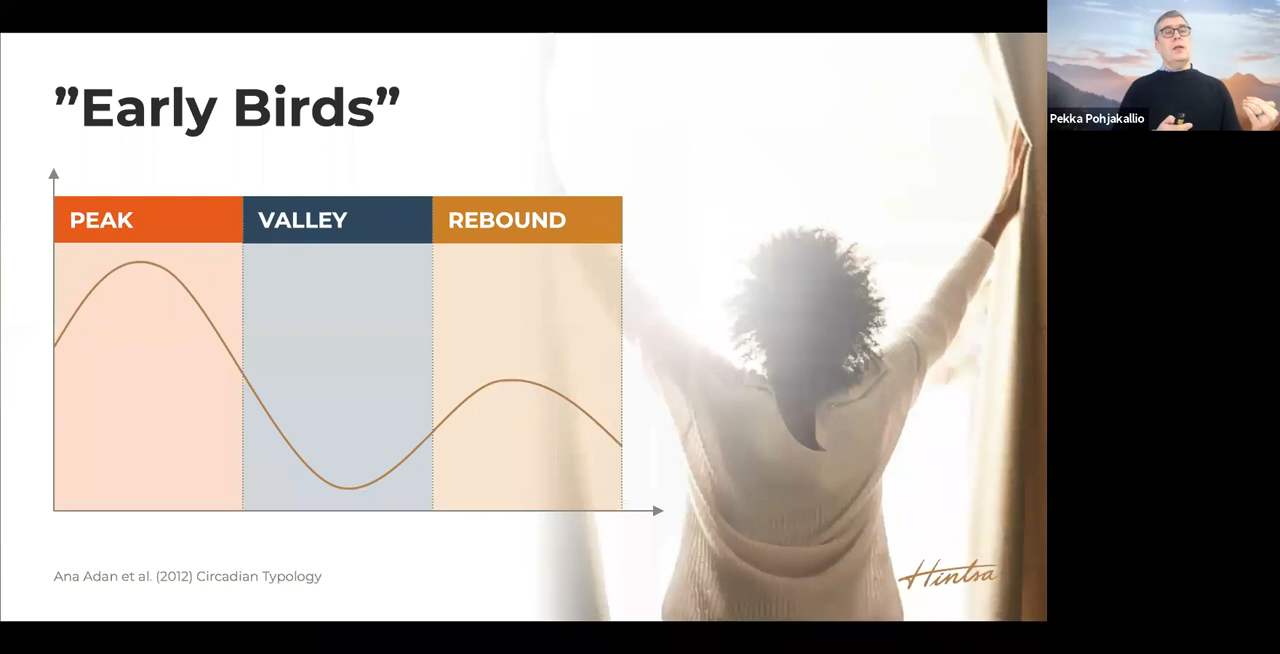 ”Early Birds”
PEAK
VALLEY
REBOUND
Ana Adan et al. (2012) Circadian Typology
Hintsa
Pekka Pohjakallio